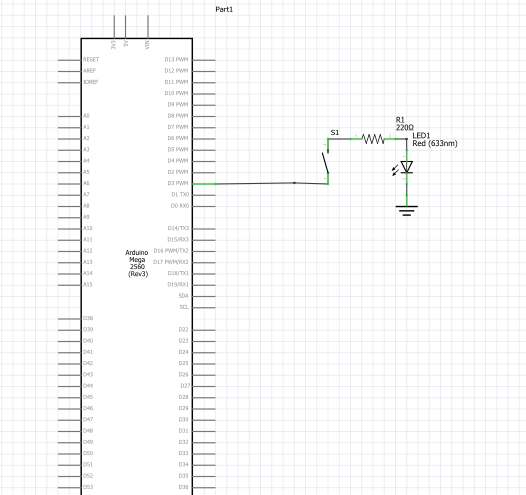 Part1
3V3
5V
VIN
RESET
AREF
IOREF
A0
A1
A2
A3
A4
A5
A6
A7
A8
A9
A10
A11
A12
A13
A14
A15
D38
D39
D40
D41
D42
D43
D44
D45
D46
D47
D48
D49
D50
D51
D52
D53
Arduino
Mega
2560
(Rev3)
D13 PWM
D12 PWM
D11 PWM
D10 PWM
D9 PWM
D8 PWM
D7 PWM
D6 PWM
D5 PWM
D4 PWM
D2 PWM
D3 PWM
D1 TX0
D0 RX0
D14/TX3
D15/RX3
D16 PWM/TX2
D17 PWM/RX2
D18/TX1
D19/RX1
SDA
SCL
D22
D23
D24
D25
D26
D27
D28
D29
D30
D31
D32
D33
D34
D35
D36
S1
R1
220Ω
LED1
Red (633nm)